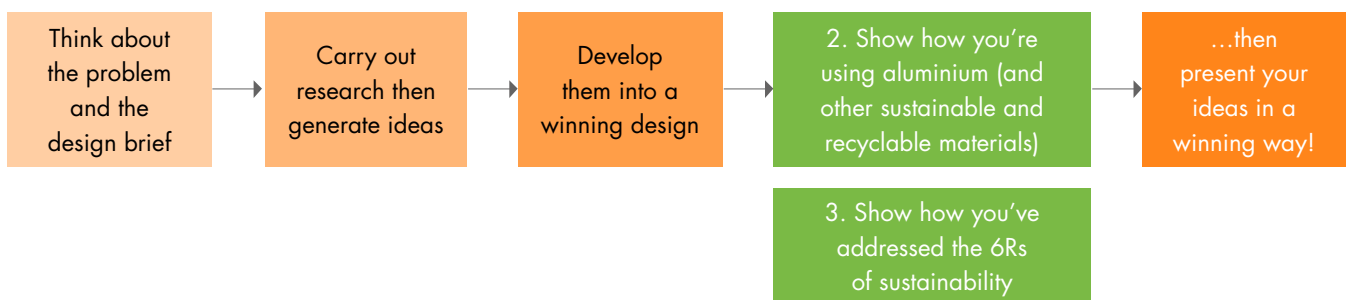 Think about
the problem
and the
design brief
Carry out
research then
generate ideas
Develop
them into a
winning design
2. Show how you're
using aluminium (and
other sustainable and
recyclable materials)
…then
present your
ideas in a
winning way!
3. Show how you've
addressed the 6Rs
of sustainability